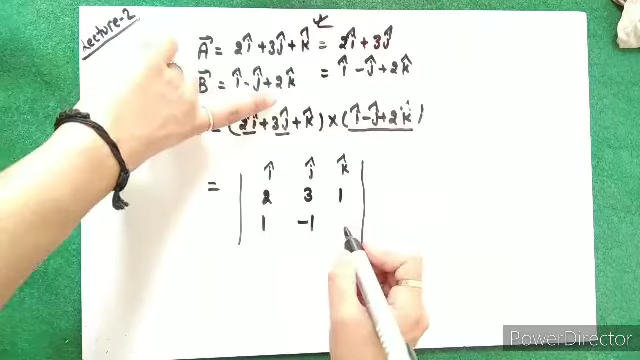 Lecture-2
A⃗ = 2î+3ĵ+k̂ = 2î+3ĵ
B⃗ = î-ĵ+2k̂ = î-ĵ+2k̂
= (2î+3ĵ+k̂) × (î-ĵ+2k̂)
= | î ĵ k̂ |
2 3 1
1 -1
PowerDirector